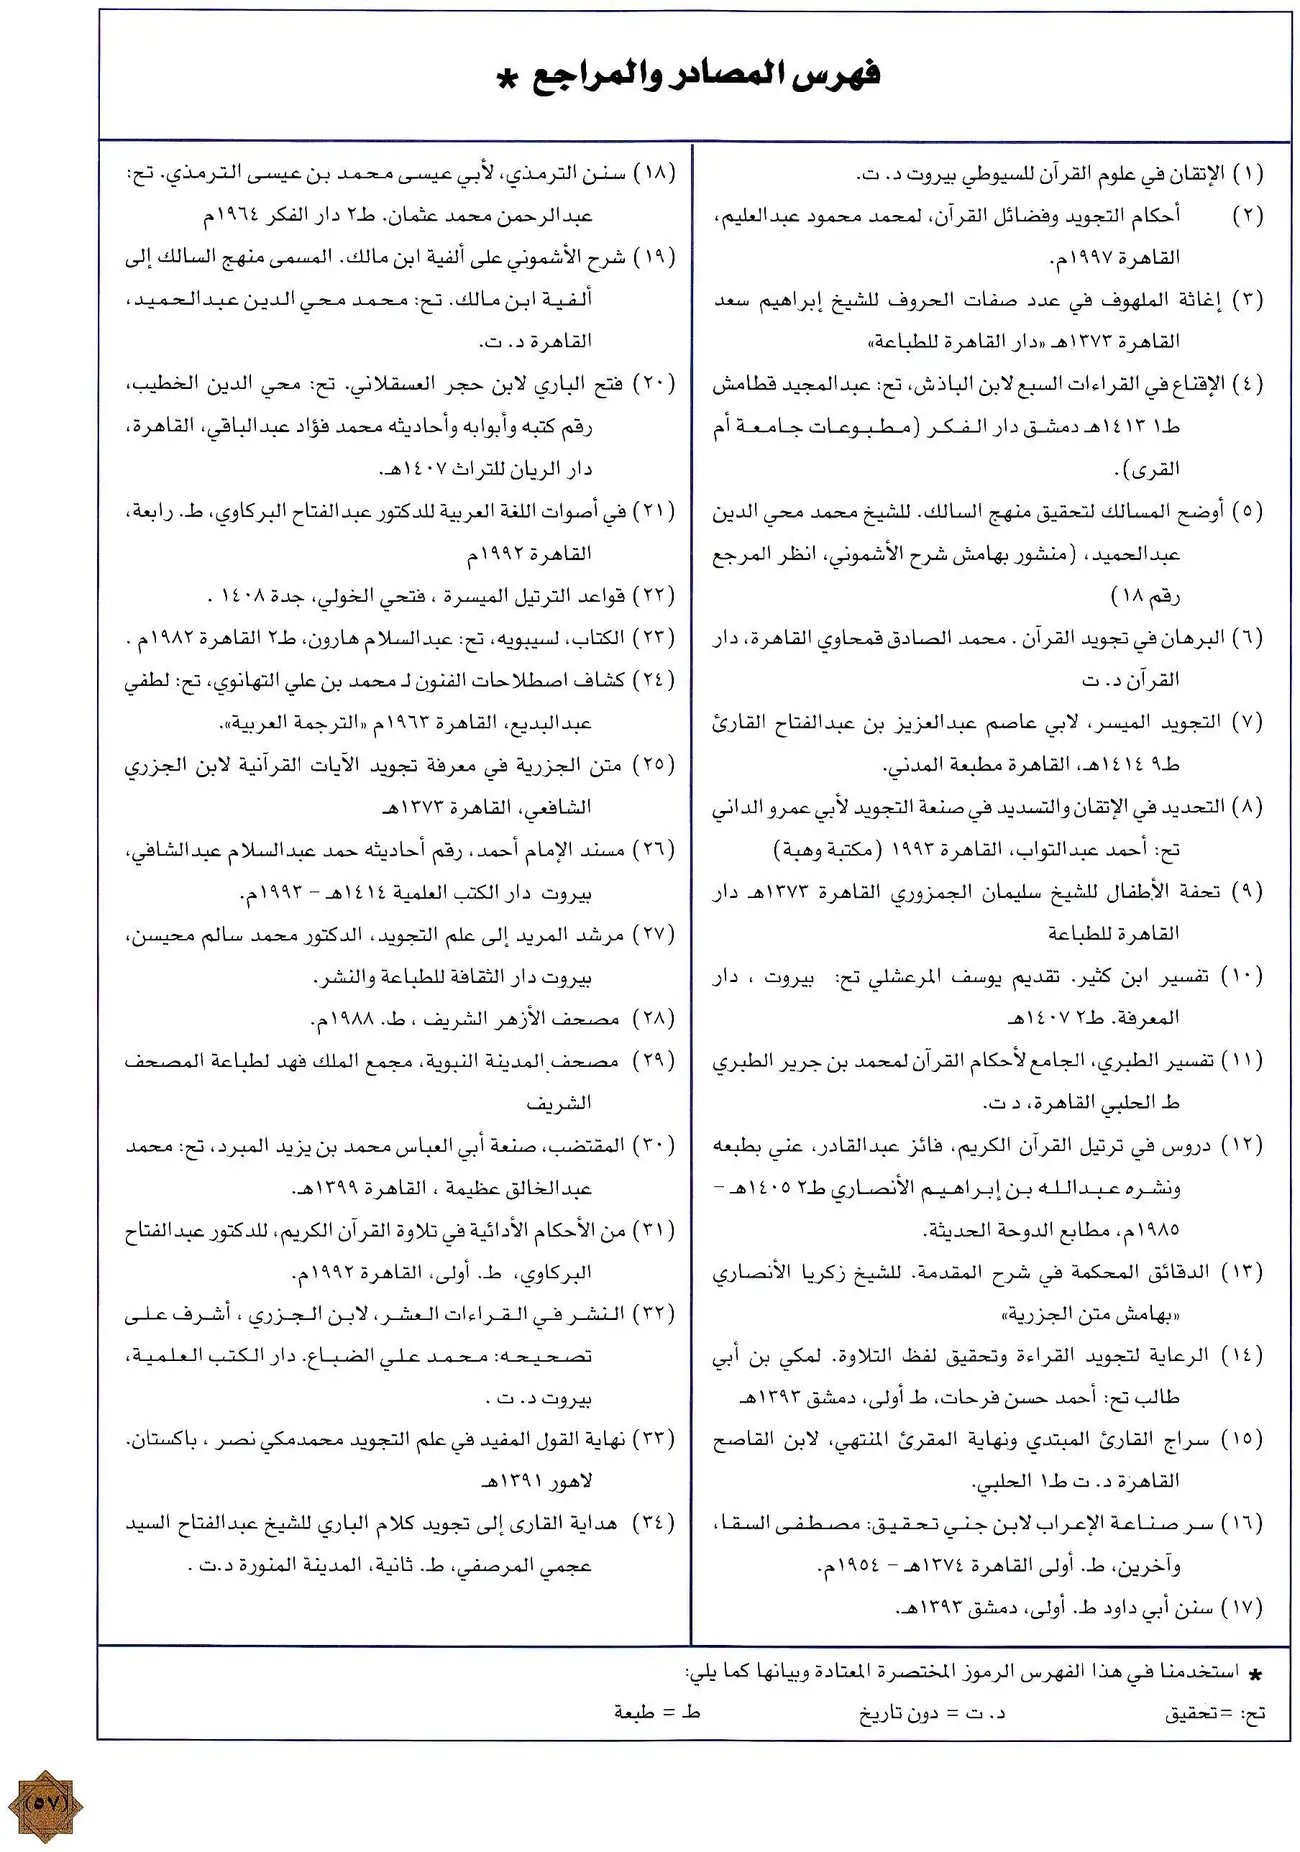 فهرس المصادر والمراجع *
(١) الإتقان في علوم القرآن للسيوطي بيروت د. ت.
(٢) أحكام التجويد وفضائل القرآن، لمحمد محمود عبدالعليم،
القاهرة ١٩٩٧م.
(٣) إغاثة الملهوف في عدد صفات الحروف للشيخ إبراهيم سعد
القاهرة ١٣٧٣هـ «دار القاهرة للطباعة»
(٤) الإقناع في القراءات السبع لابن الباذش، تح: عبدالمجيد قطامش
ط١ ١٤١٣هـ دمشق دار الفكر (مطبوعات جامعة أم
القرى).
(٥) أوضح المسالك لتحقيق منهج السالك. للشيخ محمد محي الدين
عبدالحميد، (منشور بهامش شرح الأشموني، انظر المرجع
رقم ١٨)
(٦) البرهان في تجويد القرآن . محمد الصادق قمحاوي القاهرة، دار
القرآن د. ت
(٧) التجويد الميسر، لابي عاصم عبدالعزيز بن عبدالفتاح القارئ
ط٩ ١٤١٤هـ، القاهرة مطبعة المدني.
(٨) التحديد في الإتقان والتسديد في صنعة التجويد لأبي عمرو الداني
تح: أحمد عبدالتواب، القاهرة ١٩٩٣ (مكتبة وهبة)
(٩) تحفة الأطفال للشيخ سليمان الجمزوري القاهرة ١٣٧٣هـ دار
القاهرة للطباعة
(١٠) تفسير ابن كثير. تقديم يوسف المرعشلي تح: بيروت ، دار
المعرفة. ط٢ ١٤٠٧هـ
(١١) تفسير الطبري، الجامع لأحكام القرآن لمحمد بن جرير الطبري
ط الحلبي القاهرة، د ت.
(١٢) دروس في ترتيل القرآن الكريم، فائز عبدالقادر، عني بطبعه
ونشره عبدالله بن إبراهيم الأنصاري ط٢ ١٤٠٥هـ -
١٩٨٥م، مطابع الدوحة الحديثة.
(١٣) الدقائق المحكمة في شرح المقدمة. للشيخ زكريا الأنصاري
«بهامش متن الجزرية»
(١٤) الرعاية لتجويد القراءة وتحقيق لفظ التلاوة. لمكي بن أبي
طالب تح: أحمد حسن فرحات، ط أولى، دمشق ١٣٩٣هـ
(١٥) سراج القارئ المبتدي ونهاية المقرئ المنتهي، لابن القاصح
القاهرة د. ت ط١ الحلبي.
(١٦) سر صناعة الإعراب لابن جني تحقيق: مصطفى السقا،
وآخرين، ط. أولى القاهرة ١٣٧٤هـ - ١٩٥٤م.
(١٧) سنن أبي داود ط. أولى، دمشق ١٣٩٣هـ.
(١٨) سنن الترمذي، لأبي عيسى محمد بن عيسى الترمذي. تح:
عبدالرحمن محمد عثمان. ط٢ دار الفكر ١٩٦٤م
(١٩) شرح الأشموني على ألفية ابن مالك. المسمى منهج السالك إلى
ألفية ابن مالك. تح: محمد محي الدين عبدالحميد،
القاهرة د. ت.
(٢٠) فتح الباري لابن حجر العسقلاني. تح: محي الدين الخطيب،
رقم كتبه وأبوابه وأحاديثه محمد فؤاد عبدالباقي، القاهرة،
دار الريان للتراث ١٤٠٧هـ.
(٢١) في أصوات اللغة العربية للدكتور عبدالفتاح البركاوي، ط. رابعة،
القاهرة ١٩٩٢م
(٢٢) قواعد الترتيل الميسرة ، فتحي الخولي، جدة ١٤٠٨ .
(٢٣) الكتاب، لسيبويه، تح: عبدالسلام هارون، ط٢ القاهرة ١٩٨٢م .
(٢٤) كشاف اصطلاحات الفنون لـ محمد بن علي التهانوي، تح: لطفي
عبدالبديع، القاهرة ١٩٦٣م «الترجمة العربية».
(٢٥) متن الجزرية في معرفة تجويد الآيات القرآنية لابن الجزري
الشافعي، القاهرة ١٣٧٣هـ
(٢٦) مسند الإمام أحمد، رقم أحاديثه حمد عبدالسلام عبدالشافي،
بيروت دار الكتب العلمية ١٤١٤هـ - ١٩٩٣م.
(٢٧) مرشد المريد إلى علم التجويد، الدكتور محمد سالم محيسن،
بيروت دار الثقافة للطباعة والنشر.
(٢٨) مصحف الأزهر الشريف ، ط. ١٩٨٨م.
(٢٩) مصحف المدينة النبوية، مجمع الملك فهد لطباعة المصحف
الشريف
(٣٠) المقتضب، صنعة أبي العباس محمد بن يزيد المبرد، تح: محمد
عبدالخالق عظيمة ، القاهرة ١٣٩٩هـ.
(٣١) من الأحكام الأدائية في تلاوة القرآن الكريم، للدكتور عبدالفتاح
البركاوي، ط. أولى، القاهرة ١٩٩٢م.
(٣٢) النشر في القراءات العشر، لابن الجزري ، أشرف على
تصحيحه: محمد علي الضباع. دار الكتب العلمية،
بيروت د. ت .
(٣٣) نهاية القول المفيد في علم التجويد محمدمكي نصر ، باكستان.
لاهور ١٣٩١هـ
(٣٤) هداية القارى إلى تجويد كلام الباري للشيخ عبدالفتاح السيد
عجمي المرصفي، ط. ثانية، المدينة المنورة د.ت .
* استخدمنا في هذا الفهرس الرموز المختصرة المعتادة وبيانها كما يلي:
تح: =تحقيق د. ت = دون تاريخ ط = طبعة
(٥٧)